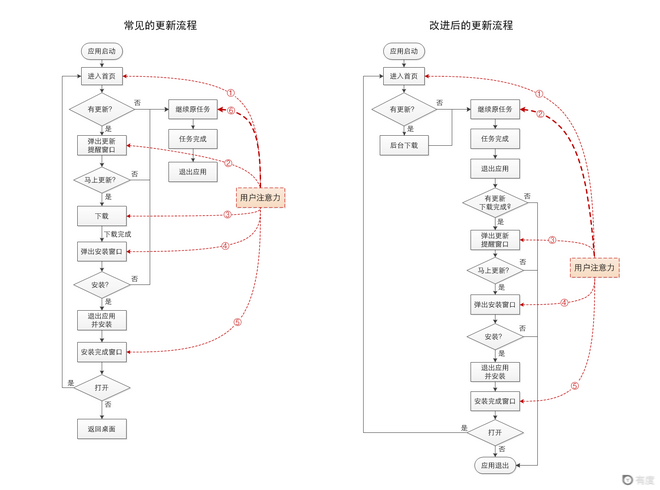 常见的更新流程
应用启动
进入首页
①
有更新?
否
继续原任务
⑥
是
弹出更新
提醒窗口
任务完成
②
马上更新?
否
退出应用
是
用户注意力
下载
③
下载完成
弹出安装窗口
④
安装?
否
是
退出应用
并安装
⑤
安装完成窗口
是
打开
否
返回桌面
改进后的更新流程
应用启动
进入首页
①
有更新?
否
继续原任务
②
是
后台下载
任务完成
退出应用
有更新
下载完成?
否
是
弹出更新
提醒窗口
③
马上更新?
否
用户注意力
是
弹出安装窗口
④
安装?
否
是
退出应用
并安装
⑤
安装完成窗口
是
打开
否
应用退出
有度